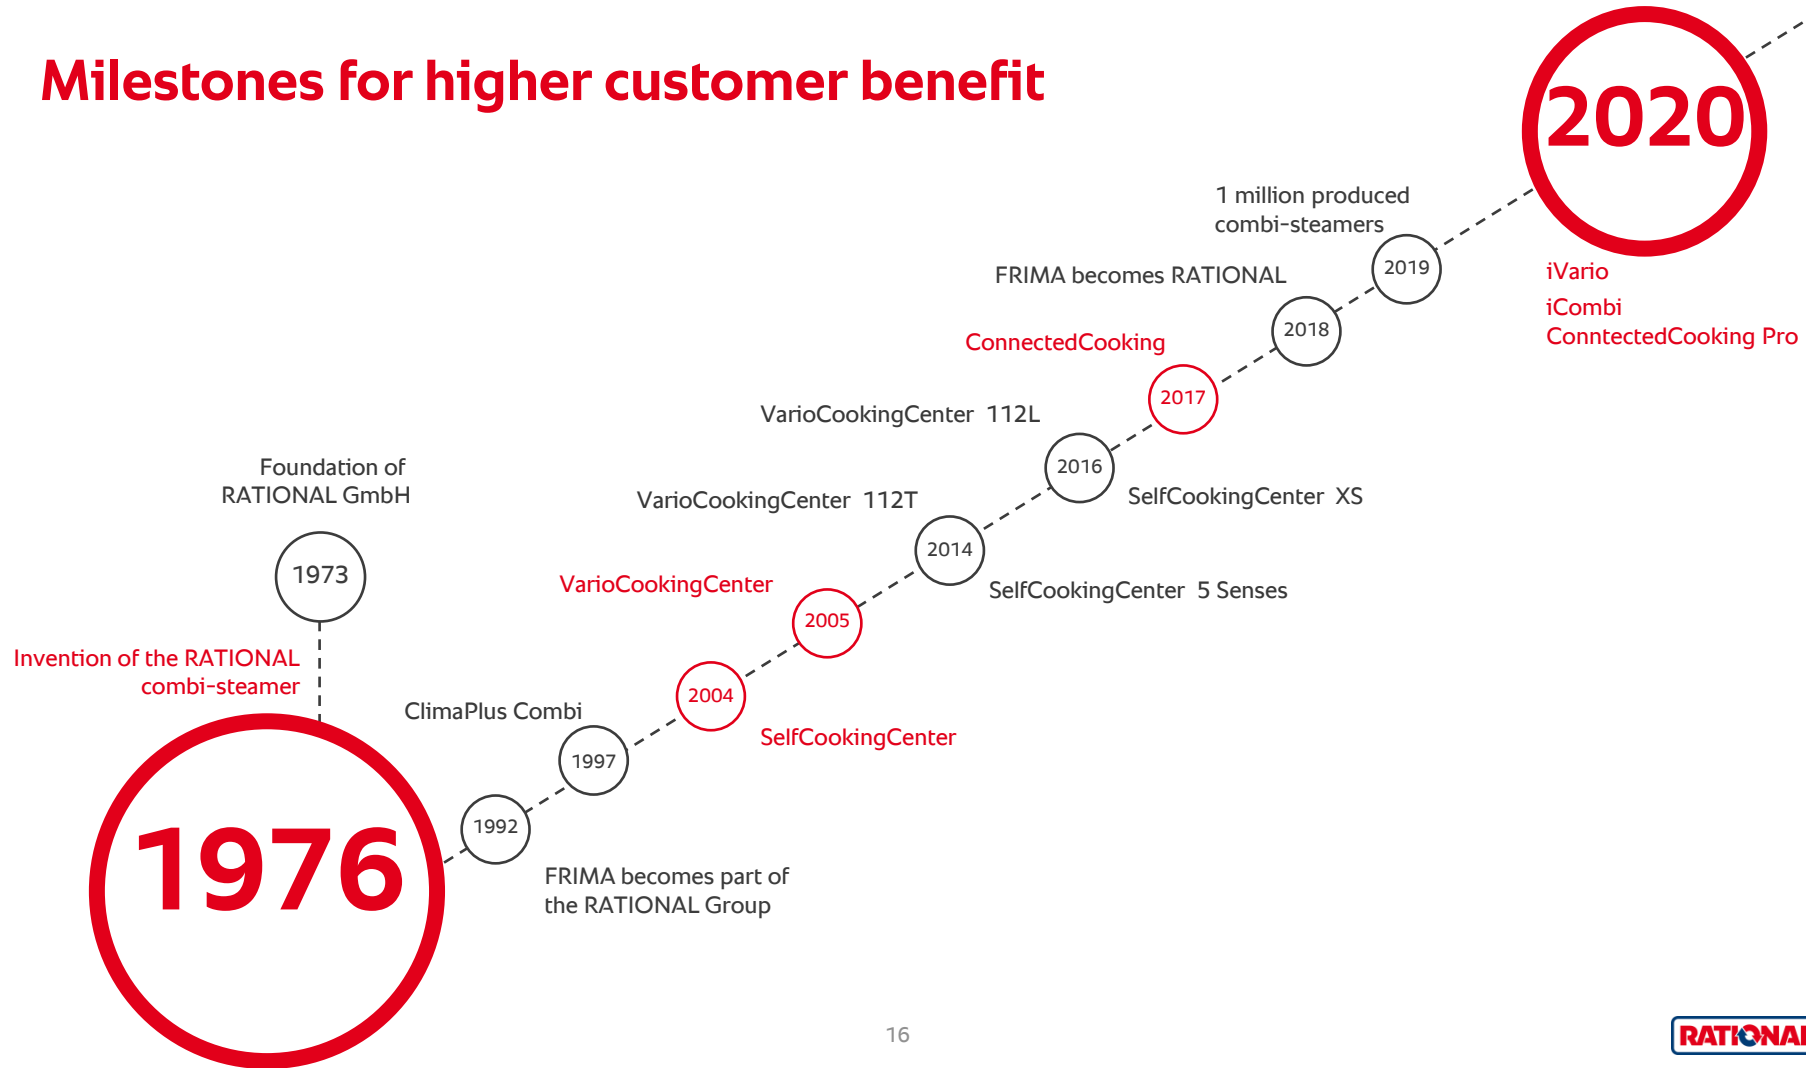 Milestones for higher customer benefit
2020
1 million produced
combi-steamers
2019
iVario
iCombi
ConntectedCooking Pro
FRIMA becomes RATIONAL
2018
ConnectedCooking
2017
VarioCookingCenter 112L
2016
SelfCookingCenter XS
Foundation of
RATIONAL GmbH
1973
VarioCookingCenter 112T
2014
SelfCookingCenter 5 Senses
VarioCookingCenter
2005
Invention of the RATIONAL
combi-steamer
1976
2004
SelfCookingCenter
ClimaPlus Combi
1997
1992
FRIMA becomes part of
the RATIONAL Group
16
RATIONAL